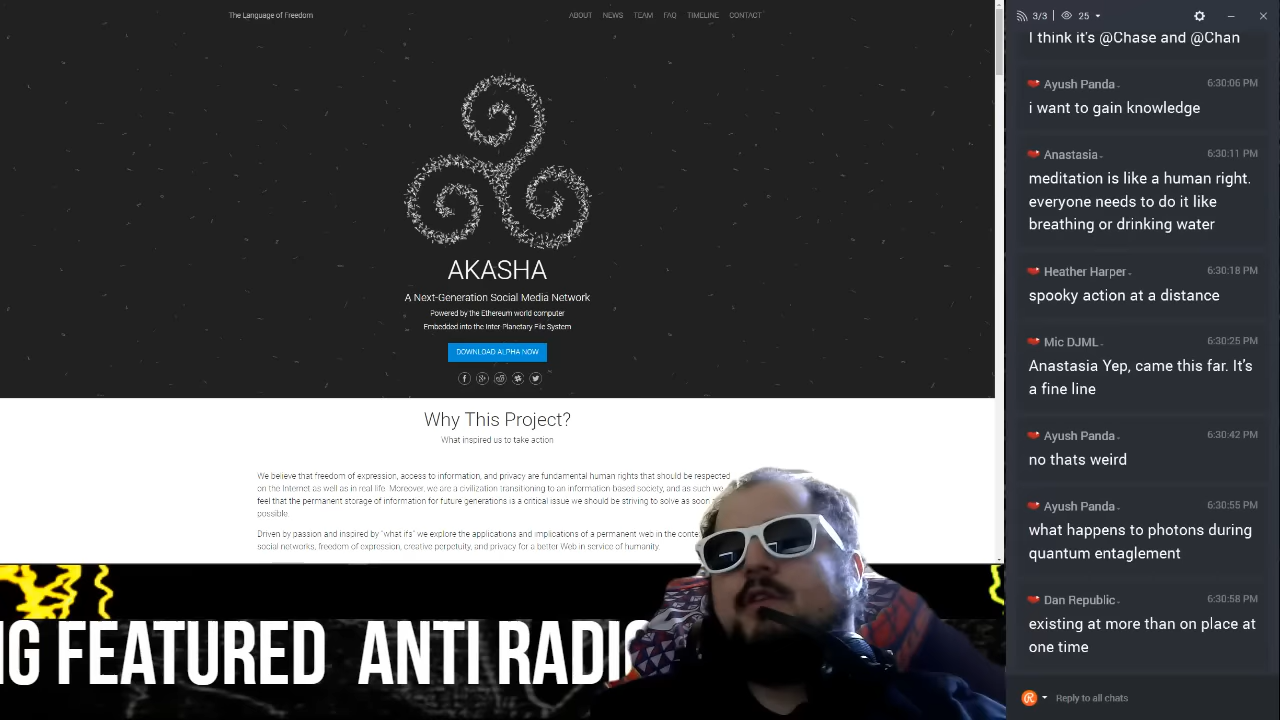 The Language of Freedom
ABOUT NEWS TEAM FAQ TIMELINE CONTACT
AKASHA
A Next-Generation Social Media Network
Powered by the Ethereum world computer
Embedded into the Inter-Planetary File System
DOWNLOAD ALPHA NOW
Why This Project?
What inspired us to take action
We believe that freedom of expression, access to information, and privacy are fundamental human rights that should be respected
on the Internet as well as in real life. Moreover, we are a civilization transitioning to an information based society, and as such we
feel that the permanent storage of information for future generations is a critical issue we should be striving to solve as soon
possible.
Driven by passion and inspired by "what ifs" we explore the applications and implications of a permanent web in the
social networks, freedom of expression, creative perpetuity, and privacy for a better Web in service of humanity.
G FEATURED ANTI RADIO
3/3 25
I think it's @Chase and @Chan
Ayush Panda 6:30:06 PM
i want to gain knowledge
Anastasia 6:30:11 PM
meditation is like a human right.
everyone needs to do it like
breathing or drinking water
Heather Harper 6:30:18 PM
spooky action at a distance
Mic DJML 6:30:25 PM
Anastasia Yep, came this far. It's
a fine line
Ayush Panda 6:30:42 PM
no thats weird
Ayush Panda 6:30:55 PM
what happens to photons during
quantum entaglement
Dan Republic 6:30:58 PM
existing at more than on place at
one time
Reply to all chats